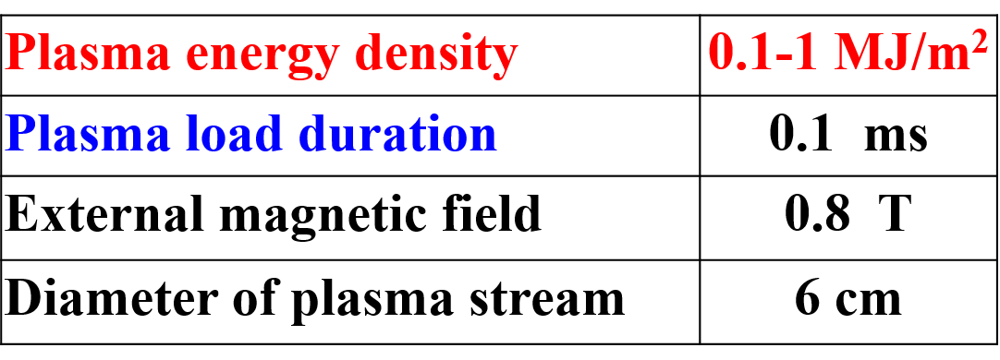 Plasma energy density 0.1-1 MJ/m²
Plasma load duration 0.1 ms
External magnetic field 0.8 T
Diameter of plasma stream 6 cm